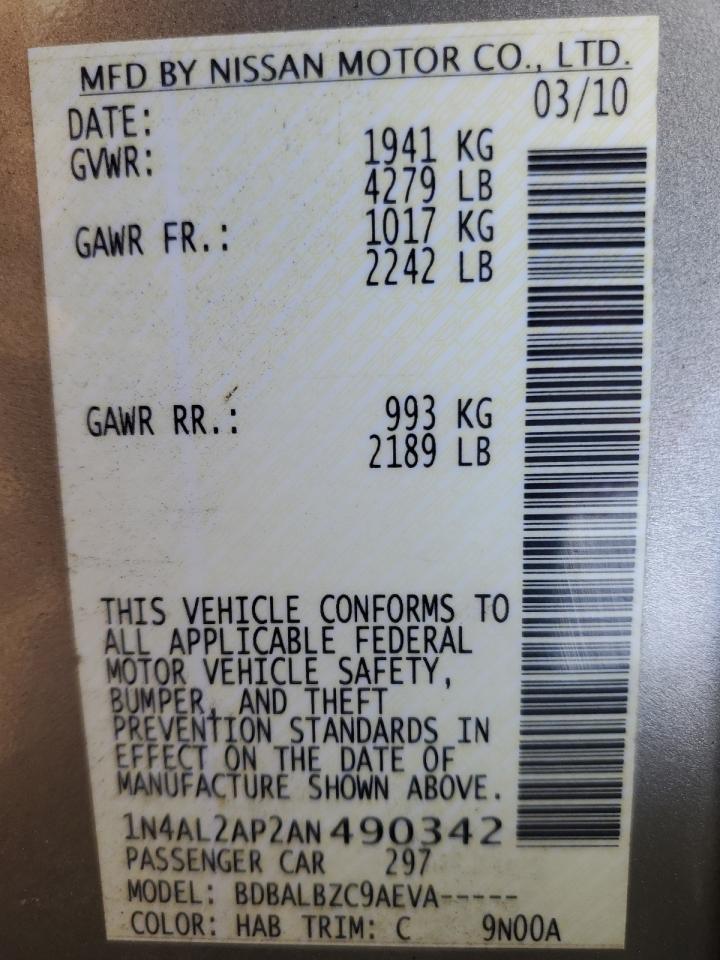 MFD BY NISSAN MOTOR CO., LTD.
DATE: 03/10
GVWR: 1941 KG
4279 LB
GAWR FR.: 1017 KG
2242 LB
GAWR RR.: 993 KG
2189 LB
THIS VEHICLE CONFORMS TO
ALL APPLICABLE FEDERAL
MOTOR VEHICLE SAFETY,
BUMPER, AND THEFT
PREVENTION STANDARDS IN
EFFECT ON THE DATE OF
MANUFACTURE SHOWN ABOVE.
1N4AL2AP2AN490342
PASSENGER CAR 297
MODEL: BDBALBZC9AEVA-----
COLOR: HAB TRIM: C 9N00A